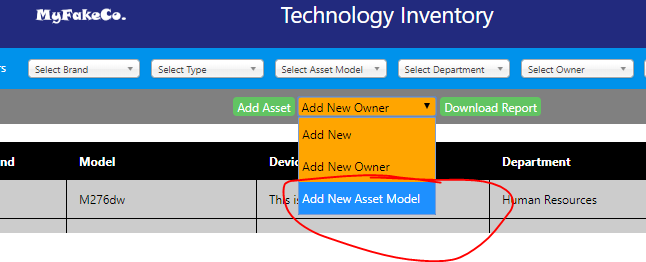 MyFakeCo.
Technology Inventory
rs
Select Brand
Select Type
Select Asset Model
Select Department
Select Owner
Add Asset
Add New Owner
Download Report
Add New
Add New Owner
Add New Asset Model
nd
Model
Devic
Department
M276dw
This is
Human Resources